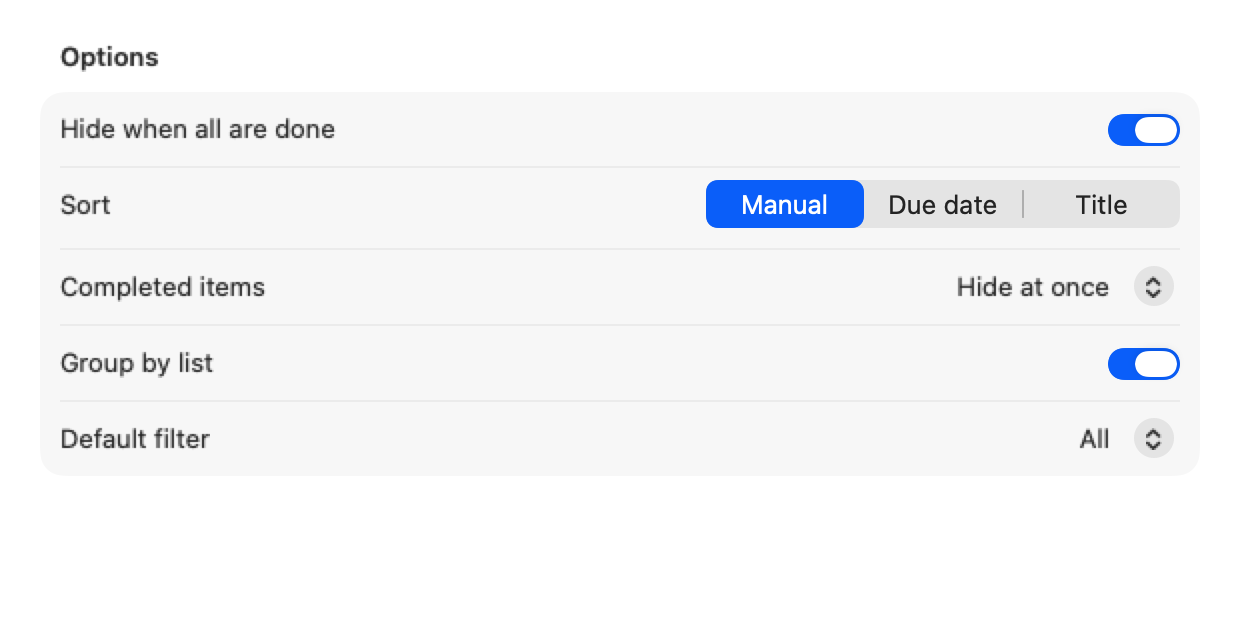 Options
Hide when all are done
Sort Manual Due date Title
Completed items Hide at once
Group by list
Default filter All